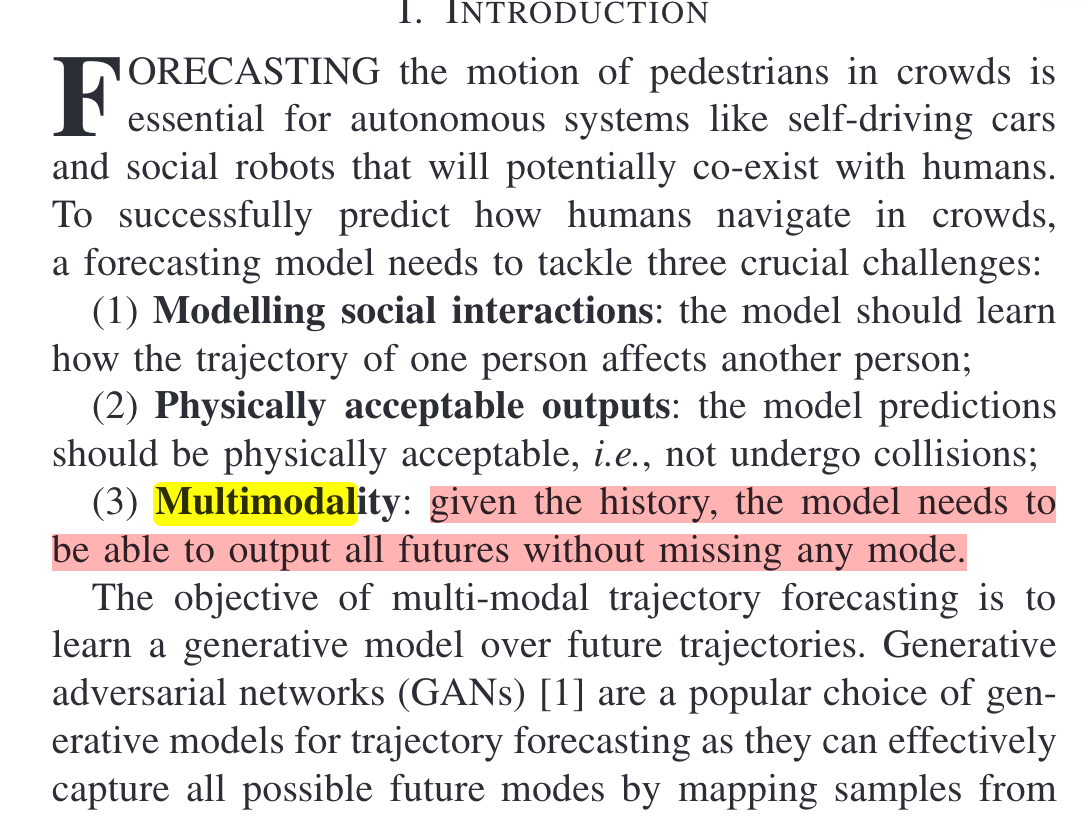 I. INTRODUCTION
FORECASTING the motion of pedestrians in crowds is
essential for autonomous systems like self-driving cars
and social robots that will potentially co-exist with humans.
To successfully predict how humans navigate in crowds,
a forecasting model needs to tackle three crucial challenges:
(1) Modelling social interactions: the model should learn
how the trajectory of one person affects another person;
(2) Physically acceptable outputs: the model predictions
should be physically acceptable, i.e., not undergo collisions;
(3) Multimodality: given the history, the model needs to
be able to output all futures without missing any mode.
The objective of multi-modal trajectory forecasting is to
learn a generative model over future trajectories. Generative
adversarial networks (GANs) [1] are a popular choice of gen-
erative models for trajectory forecasting as they can effectively
capture all possible future modes by mapping samples from